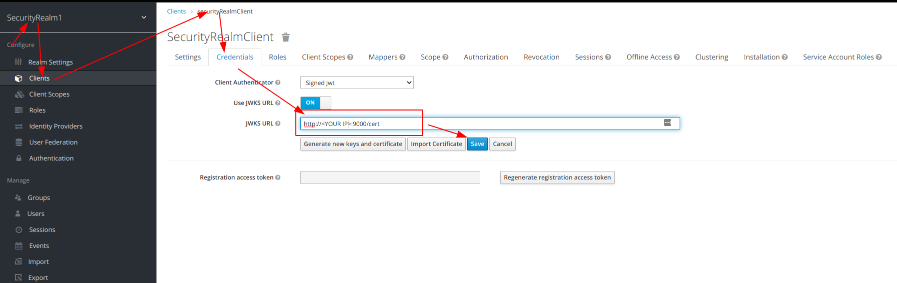 SecurityRealm1
Configure
Realm Settings
Clients
Client Scopes
Roles
Identity Providers
User Federation
Authentication
Manage
Groups
Users
Sessions
Events
Import
Export
Clients > securityRealmClient
SecurityRealmClient
Settings Credentials Roles Client Scopes Mappers Scope Authorization Revocation Sessions Offline Access Clustering Installation Service Account Roles
Client Authenticator Signed Jwt
Use JWKS URL ON
JWKS URL http://<YOUR IP>:9000/cert
Generate new keys and certificate Import Certificate Save Cancel
Registration access token Regenerate registration access token